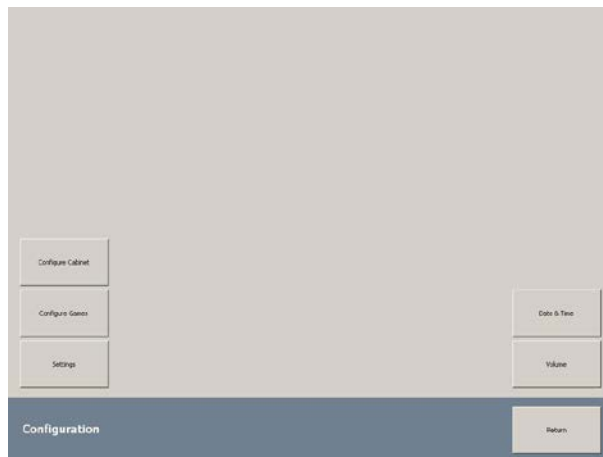 Configure Cabinet
Configure Games
Date & Time
Settings
Volume
Configuration
Return